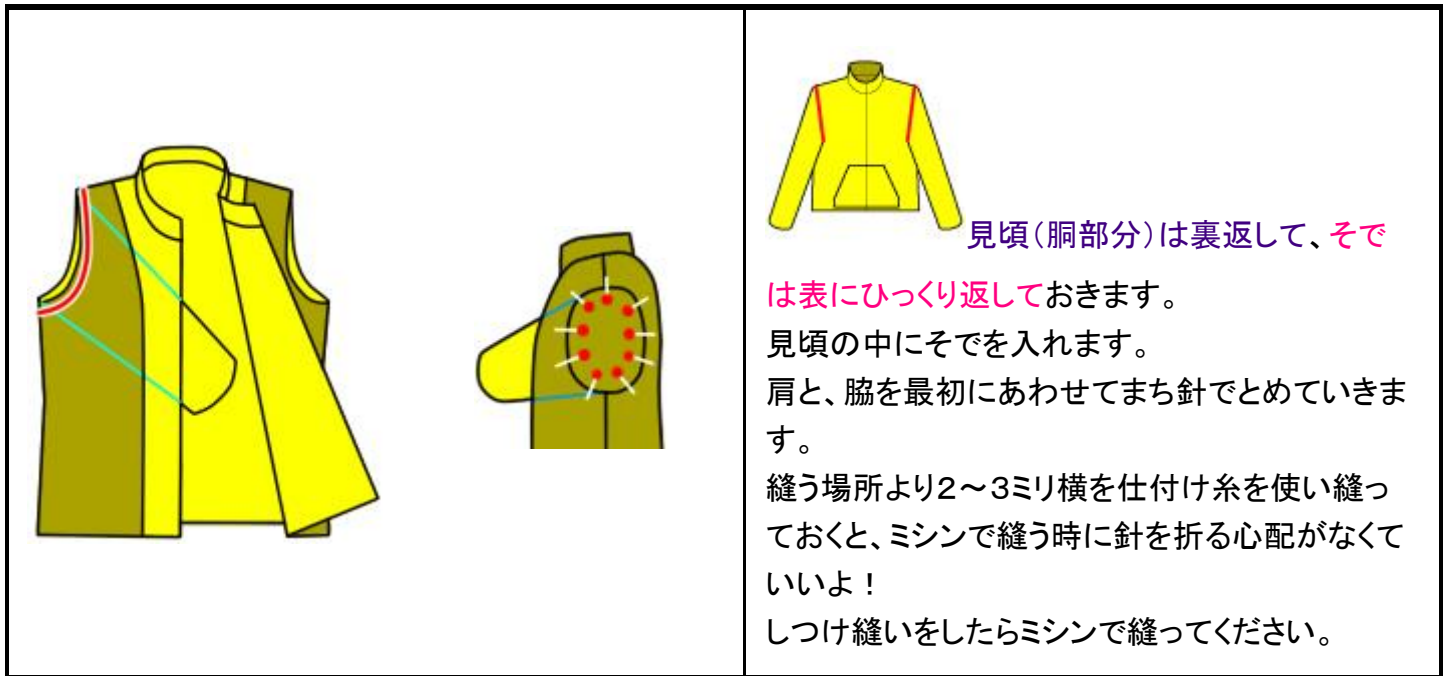 見頃（胴部分）は裏返して、そで
は表にひっくり返しておきます。
見頃の中にそでを入れます。
肩と、脇を最初にあわせてまち針でとめていきま
す。
縫う場所より２～３ミリ横を仕付け糸を使い縫っ
ておくと、ミシンで縫う時に針を折る心配がなくて
いいよ！
しつけ縫いをしたらミシンで縫ってください。